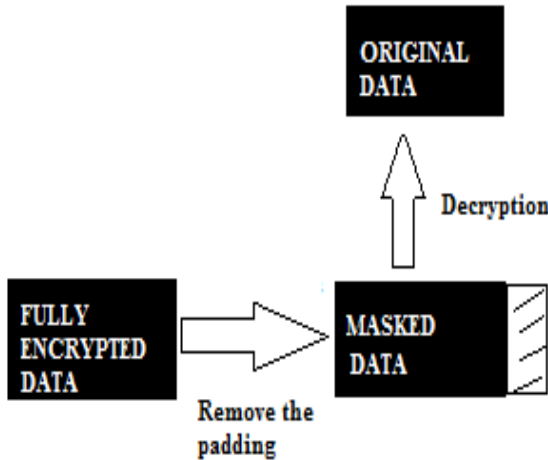 ORIGINAL
DATA
Decryption
FULLY
ENCRYPTED
DATA
MASKED
DATA
Remove the
padding